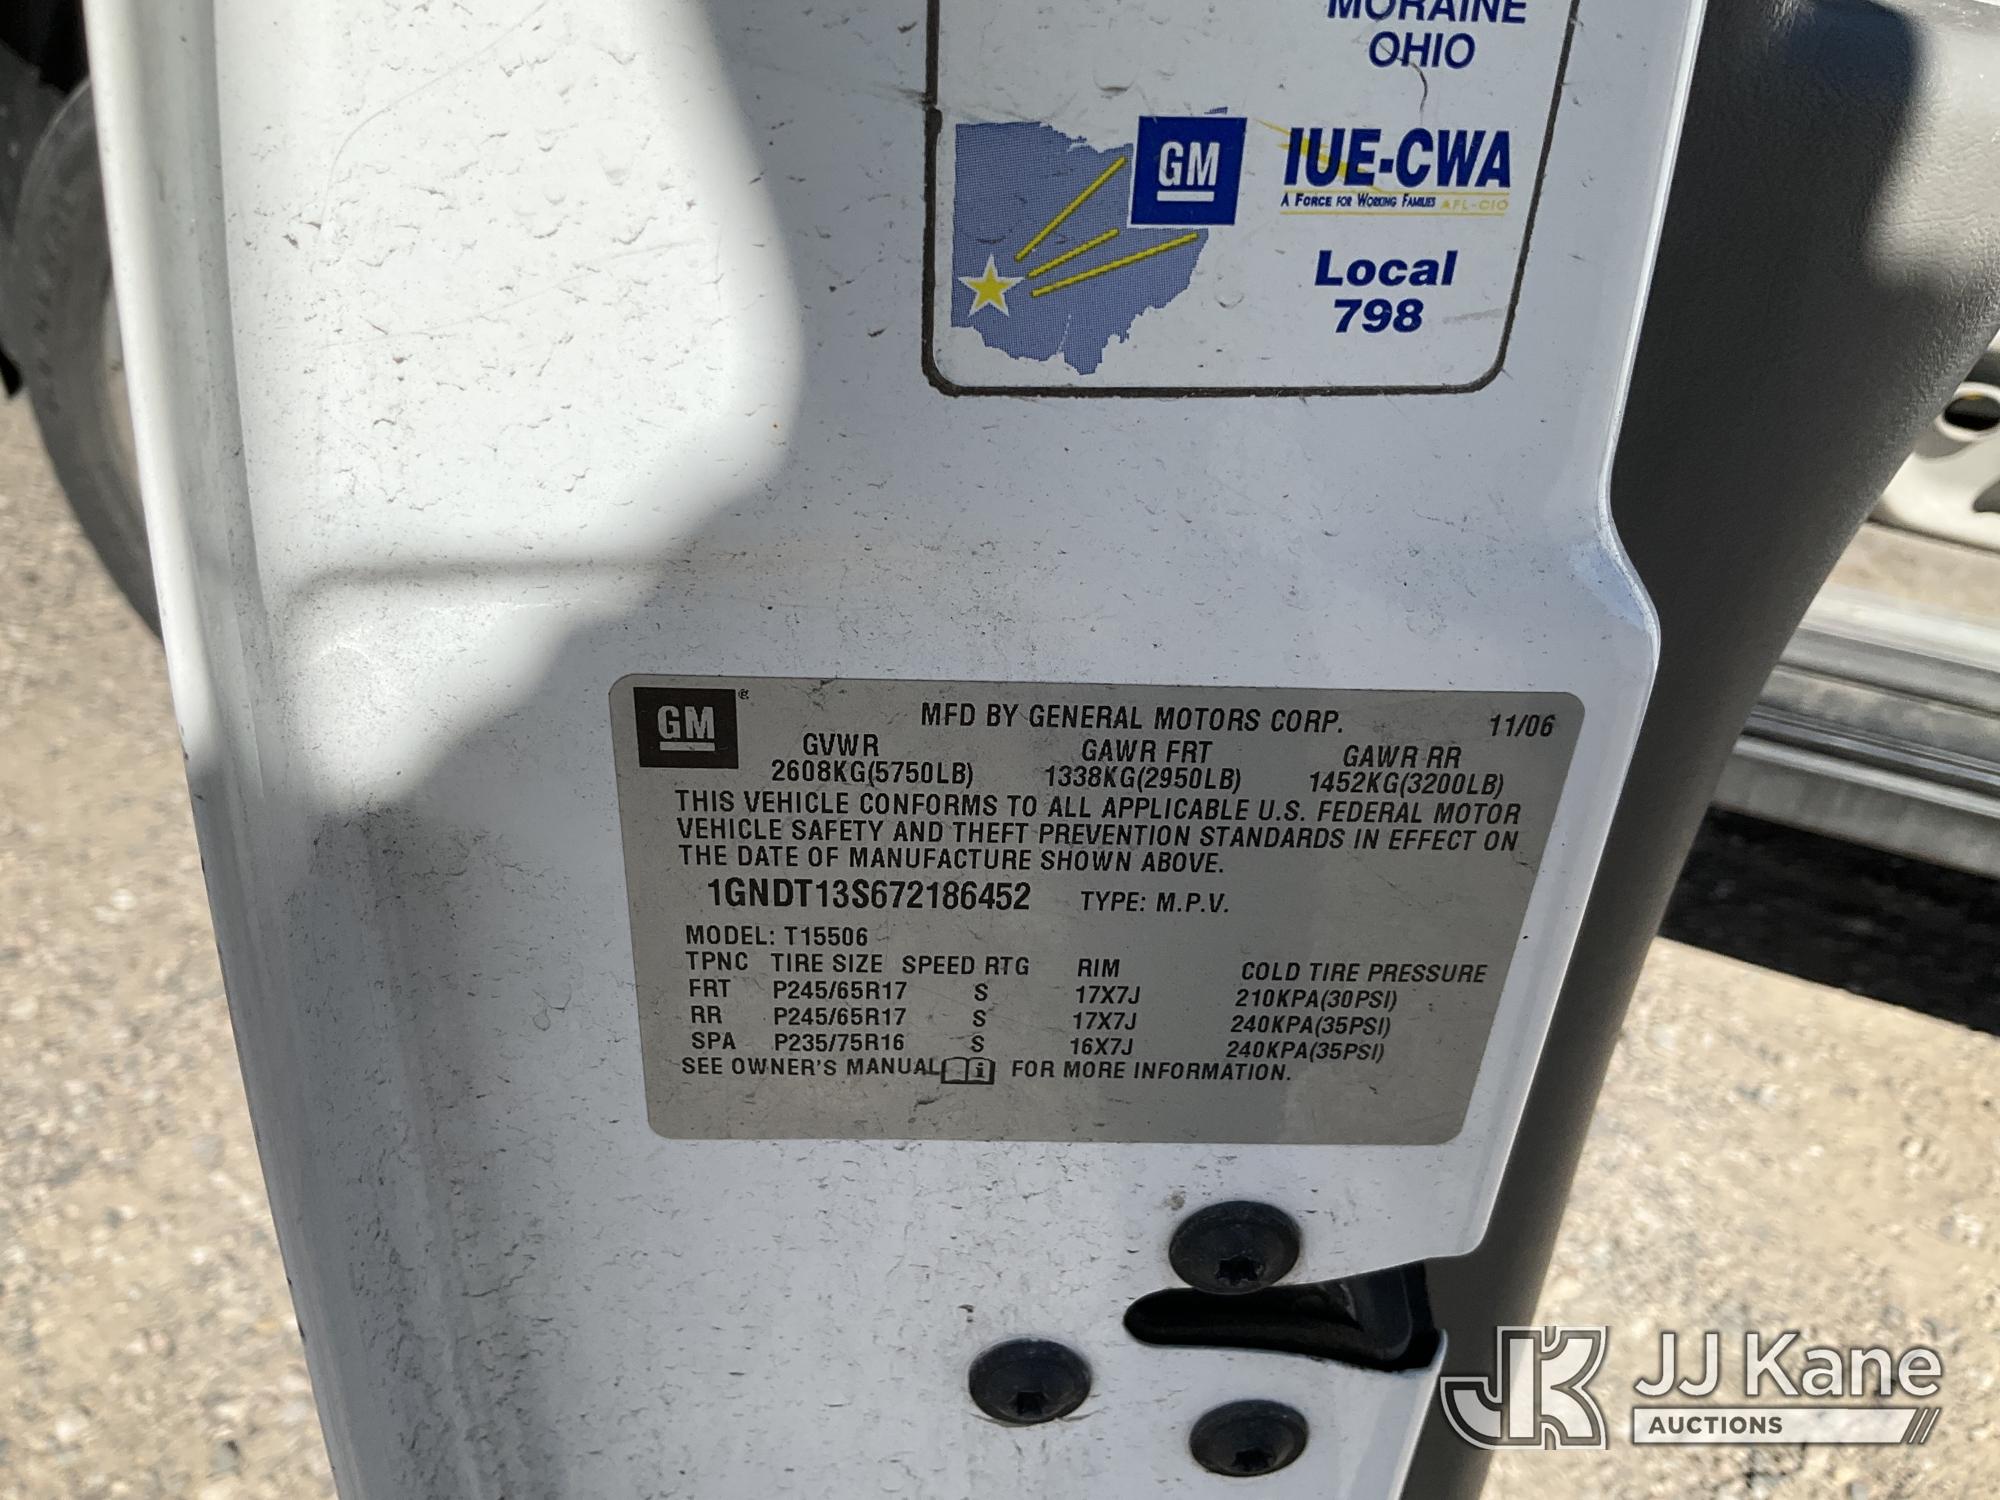 MORAINE
OHIO
GM
IUE-CWA
A FORCE FOR WORKING FAMILIES AFL-CIO
Local
798
GM ®
MFD BY GENERAL MOTORS CORP. 11/06
GVWR GAWR FRT GAWR RR
2608KG(5750LB) 1338KG(2950LB) 1452KG(3200LB)
THIS VEHICLE CONFORMS TO ALL APPLICABLE U.S. FEDERAL MOTOR
VEHICLE SAFETY AND THEFT PREVENTION STANDARDS IN EFFECT ON
THE DATE OF MANUFACTURE SHOWN ABOVE.
1GNDT13S672186452 TYPE: M.P.V.
MODEL: T15506
TPNC TIRE SIZE SPEED RTG RIM COLD TIRE PRESSURE
FRT P245/65R17 S 17X7J 210KPA(30PSI)
RR P245/65R17 S 17X7J 240KPA(35PSI)
SPA P235/75R16 S 16X7J 240KPA(35PSI)
SEE OWNER'S MANUAL i FOR MORE INFORMATION.
JK JJ Kane
AUCTIONS